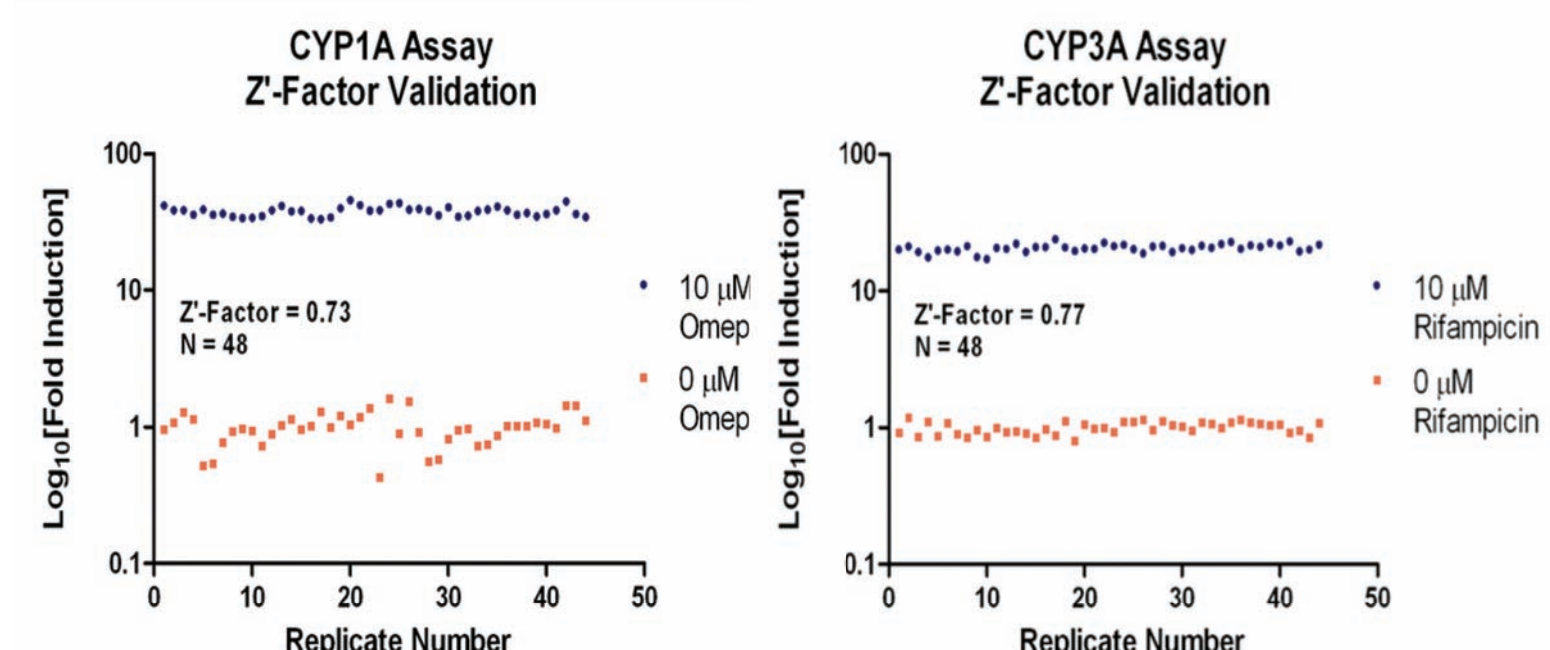 CYP1A Assay
Z'-Factor Validation
Log10[Fold Induction]
100
10
1
0.1
Z'-Factor = 0.73
N = 48
0
10
20
30
40
50
Replicate Number
10 µM
Omep
0 µM
Omep
CYP3A Assay
Z'-Factor Validation
Log10[Fold Induction]
100
10
1
0.1
Z'-Factor = 0.77
N = 48
0
10
20
30
40
50
Replicate Number
10 µM
Rifampicin
0 µM
Rifampicin